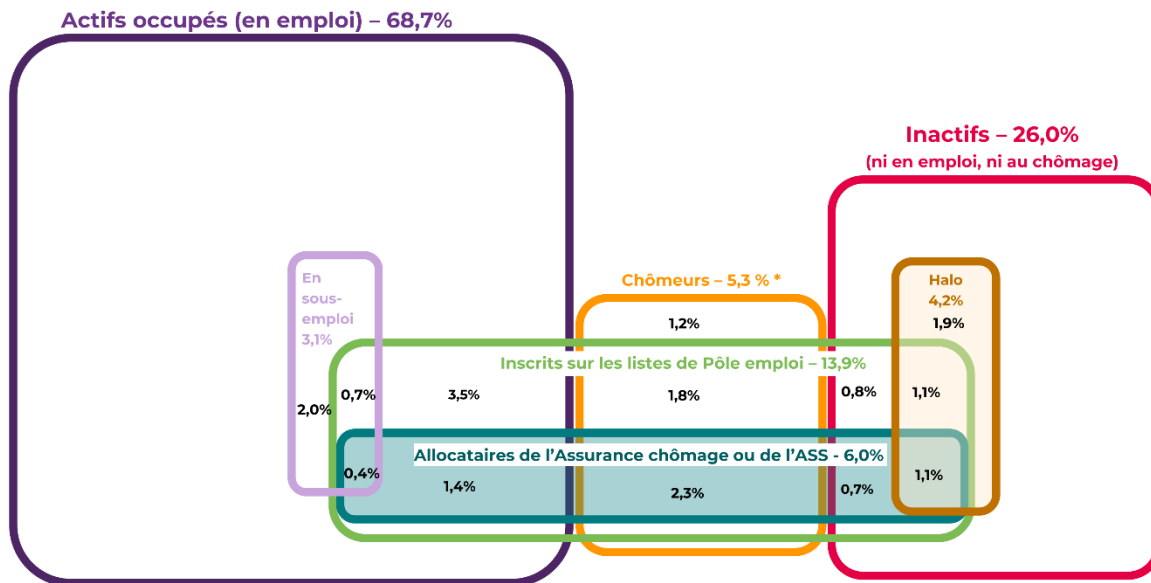 Actifs occupés (en emploi) – 68,7%
Inactifs – 26,0%
(ni en emploi, ni au chômage)
En
sous-
emploi
3,1%
Chômeurs – 5,3 % *
Halo
4,2%
1,2%
1,9%
Inscrits sur les listes de Pôle emploi – 13,9%
2,0%
0,7%
3,5%
1,8%
0,8%
1,1%
Allocataires de l’Assurance chômage ou de l’ASS - 6,0%
0,4%
1,4%
2,3%
0,7%
1,1%